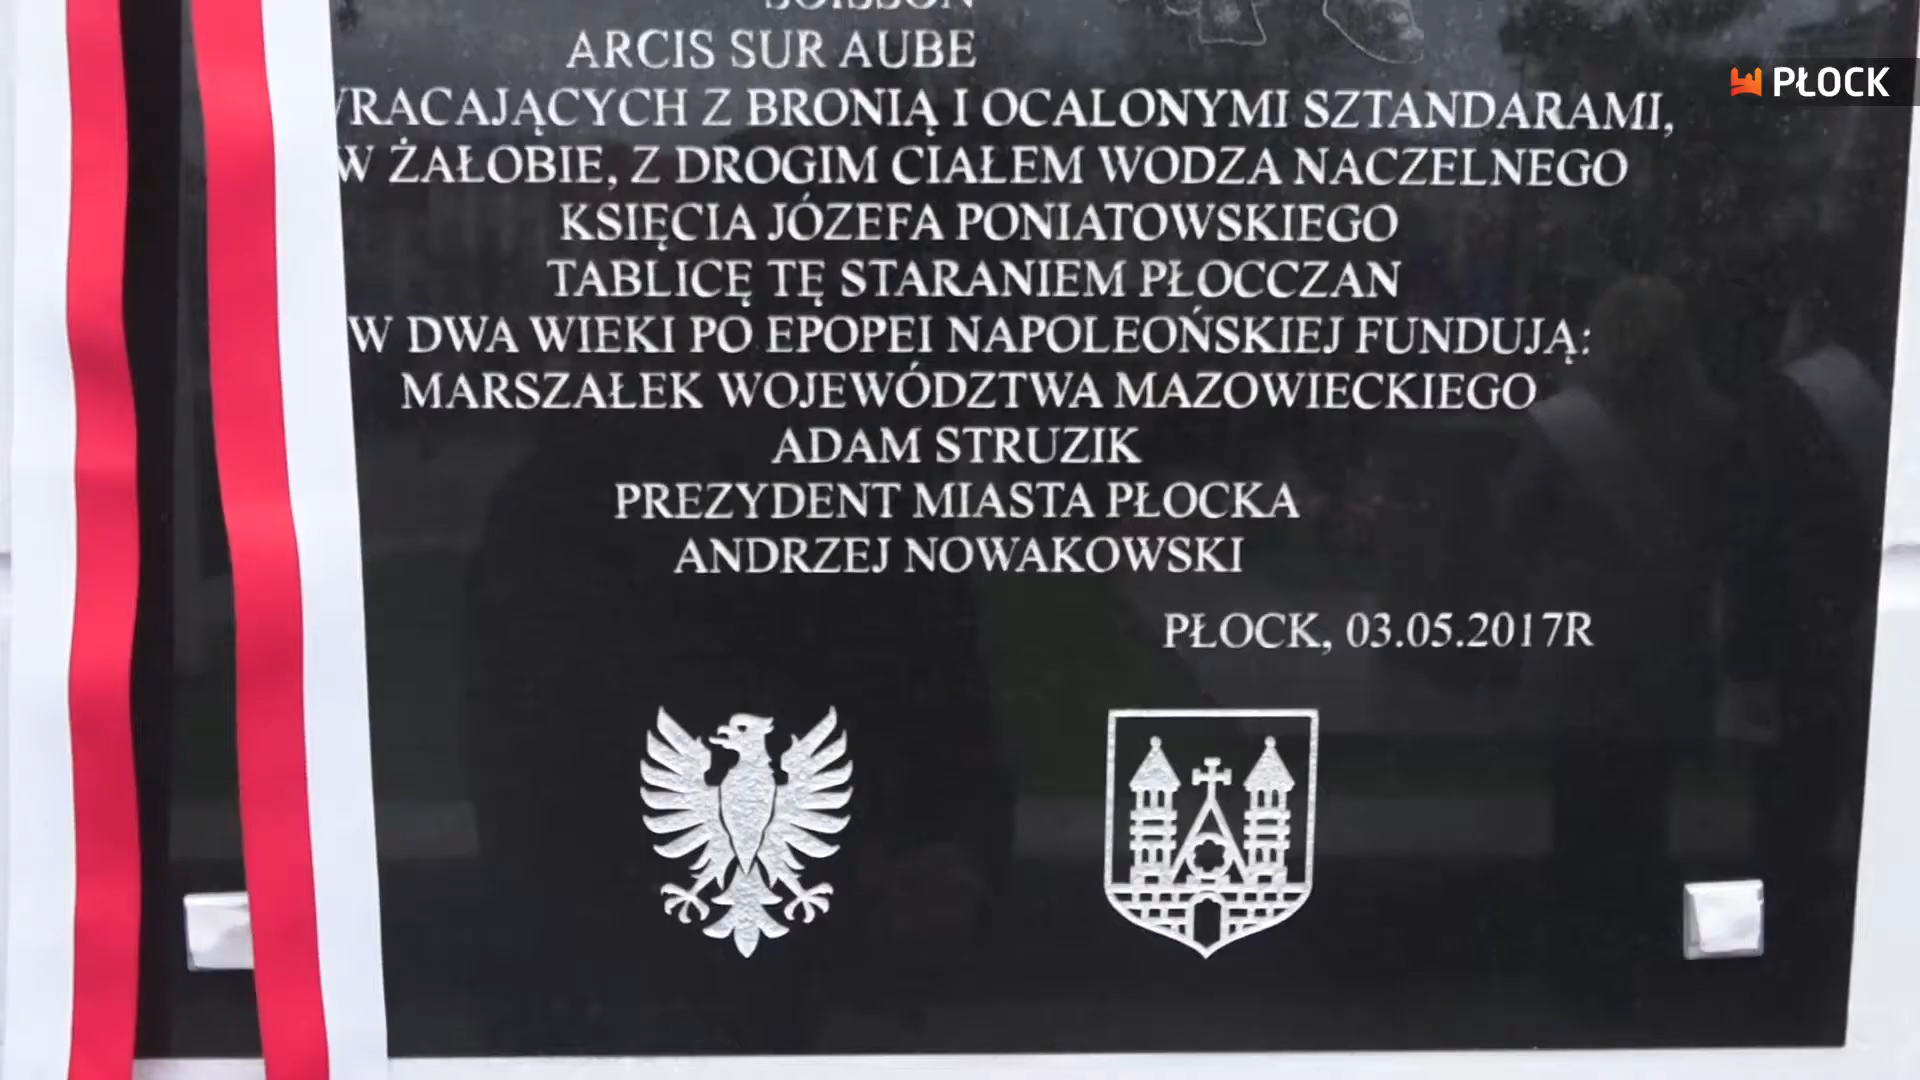 SOISSON
ARCIS SUR AUBE
WRACAJĄCYCH Z BRONIĄ I OCALONYMI SZTANDARAMI,
W ŻAŁOBIE, Z DROGIM CIAŁEM WODZA NACZELNEGO
KSIĘCIA JÓZEFA PONIATOWSKIEGO
TABLICĘ TĘ STARANIEM PŁOCCZAN
W DWA WIEKI PO EPOPEI NAPOLEOŃSKIEJ FUNDUJĄ:
MARSZAŁEK WOJEWÓDZTWA MAZOWIECKIEGO
ADAM STRUZIK
PREZYDENT MIASTA PŁOCKA
ANDRZEJ NOWAKOWSKI
PŁOCK, 03.05.2017R
PŁOCK